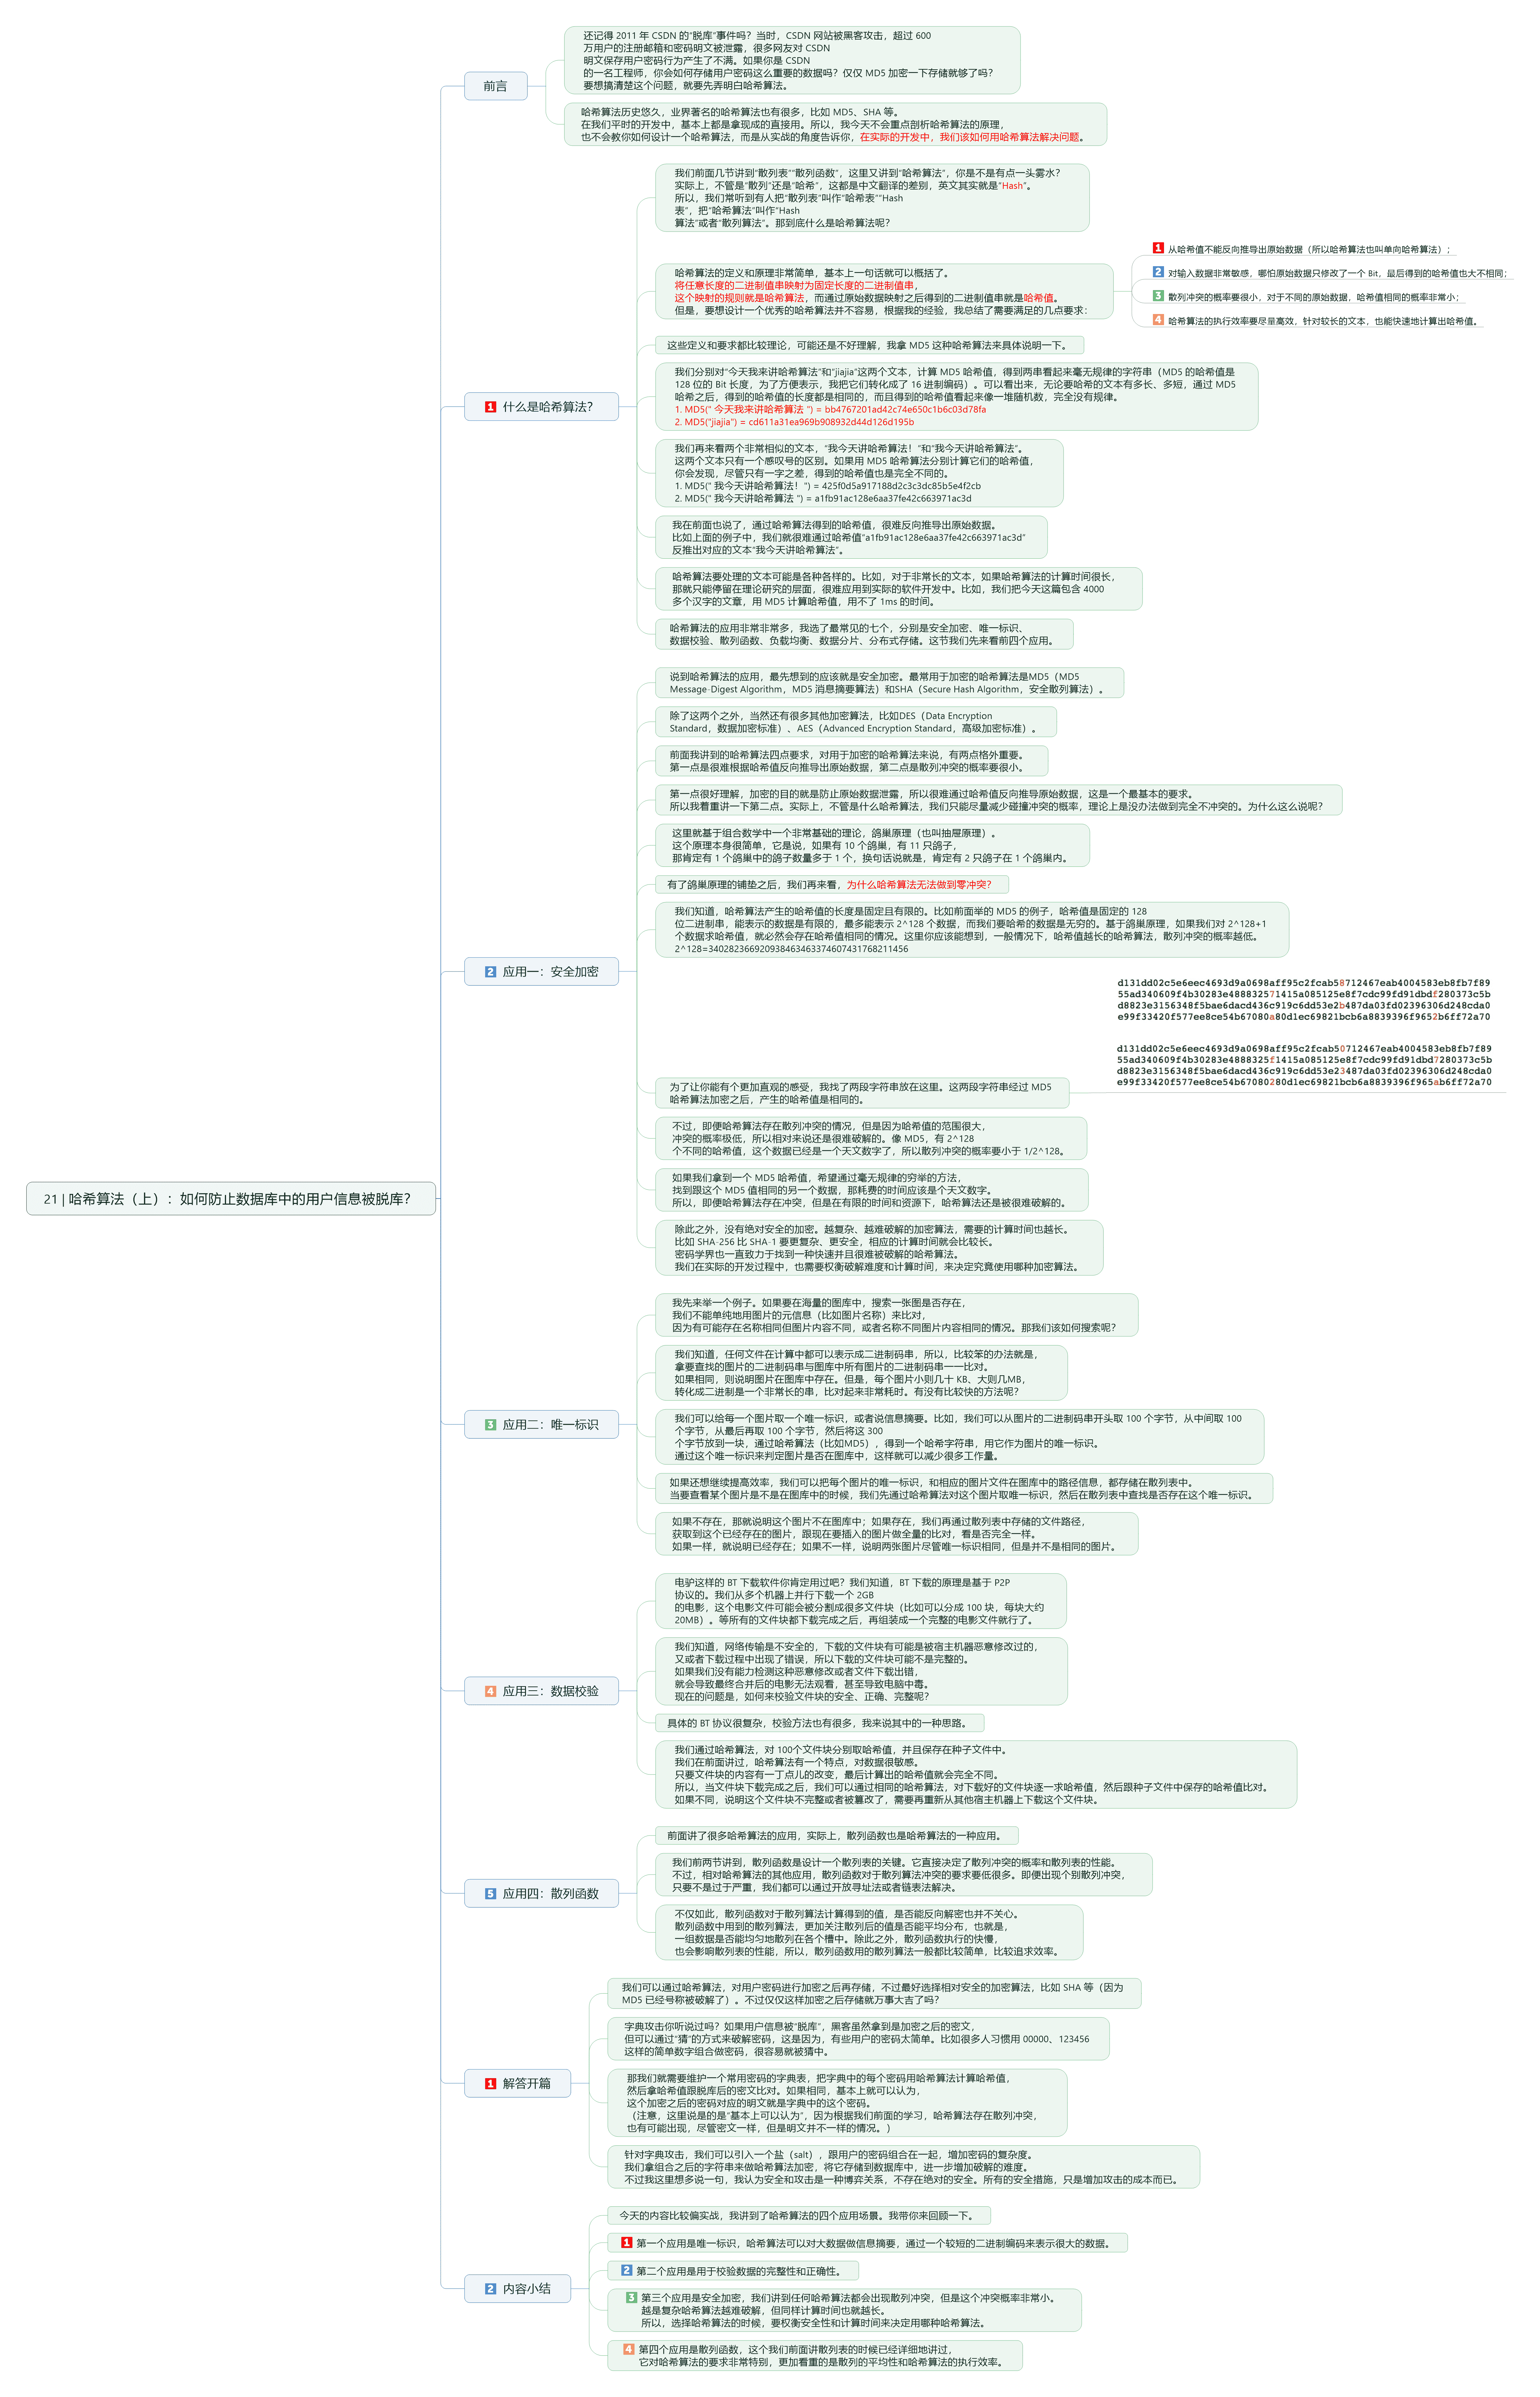 21 | 哈希算法（上）：如何防止数据库中的用户信息被脱库？
前言
还记得 2011 年 CSDN 的“脱库”事件吗？当时，CSDN 网站被黑客攻击，超过 600
万用户的注册邮箱和密码明文被泄露，很多网友对 CSDN
明文保存用户密码行为产生了不满。如果你是 CSDN
的一名工程师，你会如何存储用户密码这么重要的数据吗？仅仅 MD5 加密一下存储就够了吗？
要想搞清楚这个问题，就要先弄明白哈希算法。
哈希算法历史悠久，业界著名的哈希算法也有很多，比如 MD5、SHA 等。
在我们平时的开发中，基本上都是拿现成的直接用。所以，我今天不会重点剖析哈希算法的原理，
也不会教你如何设计一个哈希算法，而是从实战的角度告诉你，在实际的开发中，我们该如何用哈希算法解决问题。
1 什么是哈希算法？
我们前面几节讲到“散列表”“散列函数”，这里又讲到“哈希算法”，你是不是有点一头雾水？
实际上，不管是“散列”还是“哈希”，这都是中文翻译的差别，英文其实就是“Hash”。
所以，我们常听到有人把“散列表”叫作“哈希表”“Hash
表”，把“哈希算法”叫作“Hash
算法”或者“散列算法”。那到底什么是哈希算法呢？
哈希算法的定义和原理非常简单，基本上一句话就可以概括了。
将任意长度的二进制值串映射为固定长度的二进制值串，
这个映射的规则就是哈希算法，而通过原始数据映射之后得到的二进制值串就是哈希值。
但是，要想设计一个优秀的哈希算法并不容易，根据我的经验，我总结了需要满足的几点要求：
1 从哈希值不能反向推导出原始数据（所以哈希算法也叫单向哈希算法）；
2 对输入数据非常敏感，哪怕原始数据只修改了一个 Bit，最后得到的哈希值也大不相同；
3 散列冲突的概率要很小，对于不同的原始数据，哈希值相同的概率非常小；
4 哈希算法的执行效率要尽量高效，针对较长的文本，也能快速地计算出哈希值。
这些定义和要求都比较理论，可能还是不好理解，我拿 MD5 这种哈希算法来具体说明一下。
我们分别对“今天我来讲哈希算法”和“jiajia”这两个文本，计算 MD5 哈希值，得到两串看起来毫无规律的字符串（MD5 的哈希值是
128 位的 Bit 长度，为了方便表示，我把它们转化成了 16 进制编码）。可以看出来，无论要哈希的文本有多长、多短，通过 MD5
哈希之后，得到的哈希值的长度都是相同的，而且得到的哈希值看起来像一堆随机数，完全没有规律。
1. MD5(" 今天我来讲哈希算法 ") = bb4767201ad42c74e650c1b6c03d78fa
2. MD5("jiajia") = cd611a31ea969b908932d44d126d195b
我们再来看两个非常相似的文本，“我今天讲哈希算法！”和“我今天讲哈希算法”。
这两个文本只有一个感叹号的区别。如果用 MD5 哈希算法分别计算它们的哈希值，
你会发现，尽管只有一字之差，得到的哈希值也是完全不同的。
1. MD5(" 我今天讲哈希算法！ ") = 425f0d5a917188d2c3c3dc85b5e4f2cb
2. MD5(" 我今天讲哈希算法 ") = a1fb91ac128e6aa37fe42c663971ac3d
我在前面也说了，通过哈希算法得到的哈希值，很难反向推导出原始数据。
比如上面的例子中，我们就很难通过哈希值“a1fb91ac128e6aa37fe42c663971ac3d”
反推出对应的文本“我今天讲哈希算法”。
哈希算法要处理的文本可能是各种各样的。比如，对于非常长的文本，如果哈希算法的计算时间很长，
那就只能停留在理论研究的层面，很难应用到实际的软件开发中。比如，我们把今天这篇包含 4000
多个汉字的文章，用 MD5 计算哈希值，用不了 1ms 的时间。
哈希算法的应用非常非常多，我选了最常见的七个，分别是安全加密、唯一标识、
数据校验、散列函数、负载均衡、数据分片、分布式存储。这节我们先来看前四个应用。
2 应用一：安全加密
说到哈希算法的应用，最先想到的应该就是安全加密。最常用于加密的哈希算法是MD5（MD5
Message-Digest Algorithm，MD5 消息摘要算法）和SHA（Secure Hash Algorithm，安全散列算法）。
除了这两个之外，当然还有很多其他加密算法，比如DES（Data Encryption
Standard，数据加密标准）、AES（Advanced Encryption Standard，高级加密标准）。
前面我讲到的哈希算法四点要求，对用于加密的哈希算法来说，有两点格外重要。
第一点是很难根据哈希值反向推导出原始数据，第二点是散列冲突的概率要很小。
第一点很好理解，加密的目的就是防止原始数据泄露，所以很难通过哈希值反向推导原始数据，这是一个最基本的要求。
所以我着重讲一下第二点。实际上，不管是什么哈希算法，我们只能尽量减少碰撞冲突的概率，理论上是没办法做到完全不冲突的。为什么这么说呢？
这里就基于组合数学中一个非常基础的理论，鸽巢原理（也叫抽屉原理）。
这个原理本身很简单，它是说，如果有 10 个鸽巢，有 11 只鸽子，
那肯定有 1 个鸽巢中的鸽子数量多于 1 个，换句话说就是，肯定有 2 只鸽子在 1 个鸽巢内。
有了鸽巢原理的铺垫之后，我们再来看，为什么哈希算法无法做到零冲突？
我们知道，哈希算法产生的哈希值的长度是固定且有限的。比如前面举的 MD5 的例子，哈希值是固定的 128
位二进制串，能表示的数据是有限的，最多能表示 2^128 个数据，而我们要哈希的数据是无穷的。基于鸽巢原理，如果我们对 2^128+1
个数据求哈希值，就必然会存在哈希值相同的情况。这里你应该能想到，一般情况下，哈希值越长的哈希算法，散列冲突的概率越低。
2^128=340282366920938463463374607431768211456
为了让你能有个更加直观的感受，我找了两段字符串放在这里。这两段字符串经过 MD5
哈希算法加密之后，产生的哈希值是相同的。
d131dd02c5e6eec4693d9a0698aff95c2fcab58712467eab4004583eb8fb7f89
55ad340609f4b30283e488832571415a085125e8f7cdc99fd91dbdf280373c5b
d8823e3156348f5bae6dacd436c919c6dd53e2b487da03fd02396306d248cda0
e99f33420f577ee8ce54b67080a80d1ec69821bcb6a8839396f9652b6ff72a70
d131dd02c5e6eec4693d9a0698aff95c2fcab50712467eab4004583eb8fb7f89
55ad340609f4b30283e4888325f1415a085125e8f7cdc99fd91dbd7280373c5b
d8823e3156348f5bae6dacd436c919c6dd53e23487da03fd02396306d248cda0
e99f33420f577ee8ce54b67080280d1ec69821bcb6a8839396f965ab6ff72a70
不过，即便哈希算法存在散列冲突的情况，但是因为哈希值的范围很大，
冲突的概率极低，所以相对来说还是很难破解的。像 MD5，有 2^128
个不同的哈希值，这个数据已经是一个天文数字了，所以散列冲突的概率要小于 1/2^128。
如果我们拿到一个 MD5 哈希值，希望通过毫无规律的穷举的方法，
找到跟这个 MD5 值相同的另一个数据，那耗费的时间应该是个天文数字。
所以，即便哈希算法存在冲突，但是在有限的时间和资源下，哈希算法还是被很难破解的。
除此之外，没有绝对安全的加密。越复杂、越难破解的加密算法，需要的计算时间也越长。
比如 SHA-256 比 SHA-1 要更复杂、更安全，相应的计算时间就会比较长。
密码学界也一直致力于找到一种快速并且很难被破解的哈希算法。
我们在实际的开发过程中，也需要权衡破解难度和计算时间，来决定究竟使用哪种加密算法。
3 应用二：唯一标识
我先来举一个例子。如果要在海量的图库中，搜索一张图是否存在，
我们不能单纯地用图片的元信息（比如图片名称）来比对，
因为有可能存在名称相同但图片内容不同，或者名称不同图片内容相同的情况。那我们该如何搜索呢？
我们知道，任何文件在计算中都可以表示成二进制码串，所以，比较笨的办法就是，
拿要查找的图片的二进制码串与图库中所有图片的二进制码串一一比对。
如果相同，则说明图片在图库中存在。但是，每个图片小则几十 KB、大则几MB，
转化成二进制是一个非常长的串，比对起来非常耗时。有没有比较快的方法呢？
我们可以给每一个图片取一个唯一标识，或者说信息摘要。比如，我们可以从图片的二进制码串开头取 100 个字节，从中间取 100
个字节，从最后再取 100 个字节，然后将这 300
个字节放到一块，通过哈希算法（比如MD5），得到一个哈希字符串，用它作为图片的唯一标识。
通过这个唯一标识来判定图片是否在图库中，这样就可以减少很多工作量。
如果还想继续提高效率，我们可以把每个图片的唯一标识，和相应的图片文件在图库中的路径信息，都存储在散列表中。
当要查看某个图片是不是在图库中的时候，我们先通过哈希算法对这个图片取唯一标识，然后在散列表中查找是否存在这个唯一标识。
如果不存在，那就说明这个图片不在图库中；如果存在，我们再通过散列表中存储的文件路径，
获取到这个已经存在的图片，跟现在要插入的图片做全量的比对，看是否完全一样。
如果一样，就说明已经存在；如果不一样，说明两张图片尽管唯一标识相同，但是并不是相同的图片。
4 应用三：数据校验
电驴这样的 BT 下载软件你肯定用过吧？我们知道，BT 下载的原理是基于 P2P
协议的。我们从多个机器上并行下载一个 2GB
的电影，这个电影文件可能会被分割成很多文件块（比如可以分成 100 块，每块大约
20MB）。等所有的文件块都下载完成之后，再组装成一个完整的电影文件就行了。
我们知道，网络传输是不安全的，下载的文件块有可能是被宿主机器恶意修改过的，
又或者下载过程中出现了错误，所以下载的文件块可能不是完整的。
如果我们没有能力检测这种恶意修改或者文件下载出错，
就会导致最终合并后的电影无法观看，甚至导致电脑中毒。
现在的问题是，如何来校验文件块的安全、正确、完整呢？
具体的 BT 协议很复杂，校验方法也有很多，我来说其中的一种思路。
我们通过哈希算法，对 100个文件块分别取哈希值，并且保存在种子文件中。
我们在前面讲过，哈希算法有一个特点，对数据很敏感。
只要文件块的内容有一丁点儿的改变，最后计算出的哈希值就会完全不同。
所以，当文件块下载完成之后，我们可以通过相同的哈希算法，对下载好的文件块逐一求哈希值，然后跟种子文件中保存的哈希值比对。
如果不同，说明这个文件块不完整或者被篡改了，需要再重新从其他宿主机器上下载这个文件块。
5 应用四：散列函数
前面讲了很多哈希算法的应用，实际上，散列函数也是哈希算法的一种应用。
我们前两节讲到，散列函数是设计一个散列表的关键。它直接决定了散列冲突的概率和散列表的性能。
不过，相对哈希算法的其他应用，散列函数对于散列算法冲突的要求要低很多。即便出现个别散列冲突，
只要不是过于严重，我们都可以通过开放寻址法或者链表法解决。
不仅如此，散列函数对于散列算法计算得到的值，是否能反向解密也并不关心。
散列函数中用到的散列算法，更加关注散列后的值是否能平均分布，也就是，
一组数据是否能均匀地散列在各个槽中。除此之外，散列函数执行的快慢，
也会影响散列表的性能，所以，散列函数用的散列算法一般都比较简单，比较追求效率。
1 解答开篇
我们可以通过哈希算法，对用户密码进行加密之后再存储，不过最好选择相对安全的加密算法，比如 SHA 等（因为
MD5 已经号称被破解了）。不过仅仅这样加密之后存储就万事大吉了吗？
字典攻击你听说过吗？如果用户信息被“脱库”，黑客虽然拿到是加密之后的密文，
但可以通过“猜”的方式来破解密码，这是因为，有些用户的密码太简单。比如很多人习惯用 00000、123456
这样的简单数字组合做密码，很容易就被猜中。
那我们就需要维护一个常用密码的字典表，把字典中的每个密码用哈希算法计算哈希值，
然后拿哈希值跟脱库后的密文比对。如果相同，基本上就可以认为，
这个加密之后的密码对应的明文就是字典中的这个密码。
（注意，这里说是的是“基本上可以认为”，因为根据我们前面的学习，哈希算法存在散列冲突，
也有可能出现，尽管密文一样，但是明文并不一样的情况。）
针对字典攻击，我们可以引入一个盐（salt），跟用户的密码组合在一起，增加密码的复杂度。
我们拿组合之后的字符串来做哈希算法加密，将它存储到数据库中，进一步增加破解的难度。
不过我这里想多说一句，我认为安全和攻击是一种博弈关系，不存在绝对的安全。所有的安全措施，只是增加攻击的成本而已。
2 内容小结
今天的内容比较偏实战，我讲到了哈希算法的四个应用场景。我带你来回顾一下。
1 第一个应用是唯一标识，哈希算法可以对大数据做信息摘要，通过一个较短的二进制编码来表示很大的数据。
2 第二个应用是用于校验数据的完整性和正确性。
3 第三个应用是安全加密，我们讲到任何哈希算法都会出现散列冲突，但是这个冲突概率非常小。
越是复杂哈希算法越难破解，但同样计算时间也就越长。
所以，选择哈希算法的时候，要权衡安全性和计算时间来决定用哪种哈希算法。
4 第四个应用是散列函数，这个我们前面讲散列表的时候已经详细地讲过，
它对哈希算法的要求非常特别，更加看重的是散列的平均性和哈希算法的执行效率。